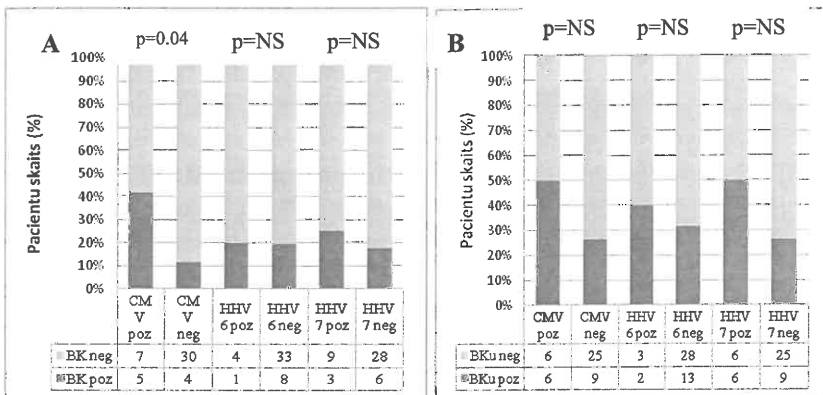 A p=0.04 p=NS p=NS
Pacientu skaits (%)
100%
90%
80%
70%
60%
50%
40%
30%
20%
10%
0%
CM V poz CM V neg HHV 6 poz HHV 6 neg HHV 7 poz HHV 7 neg
BK neg 7 30 4 33 9 28
BK poz 5 4 1 8 3 6
B p=NS p=NS p=NS
Pacientu skaits (%)
100%
90%
80%
70%
60%
50%
40%
30%
20%
10%
0%
CMV poz CMV neg HHV 6 poz HHV 6 neg HHV 7 poz HHV 7 neg
BKu neg 6 25 3 28 6 25
BKu poz 6 9 2 13 6 9